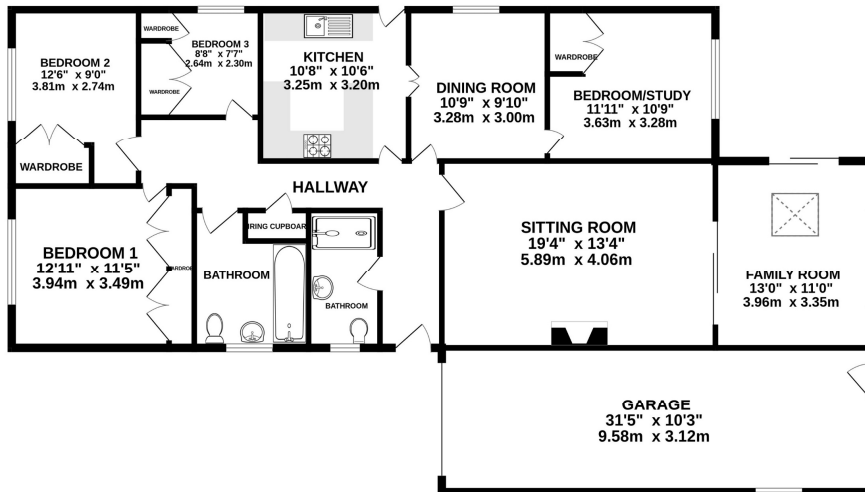 WARDROBE
BEDROOM 3
8'8" x 7'7"
2.64m x 2.30m
WARDROBE
BEDROOM 2
12'6" x 9'0"
3.81m x 2.74m
WARDROBE
KITCHEN
10'8" x 10'6"
3.25m x 3.20m
DINING ROOM
10'9" x 9'10"
3.28m x 3.00m
WARDROBE
BEDROOM/STUDY
11'11" x 10'9"
3.63m x 3.28m
HALLWAY
BEDROOM 1
12'11" x 11'5"
3.94m x 3.49m
ARDROB
IRING CUPBOAR
BATHROOM
BATHROOM
SITTING ROOM
19'4" x 13'4"
5.89m x 4.06m
FAMILY ROOM
13'0" x 11'0"
3.96m x 3.35m
GARAGE
31'5" x 10'3"
9.58m x 3.12m